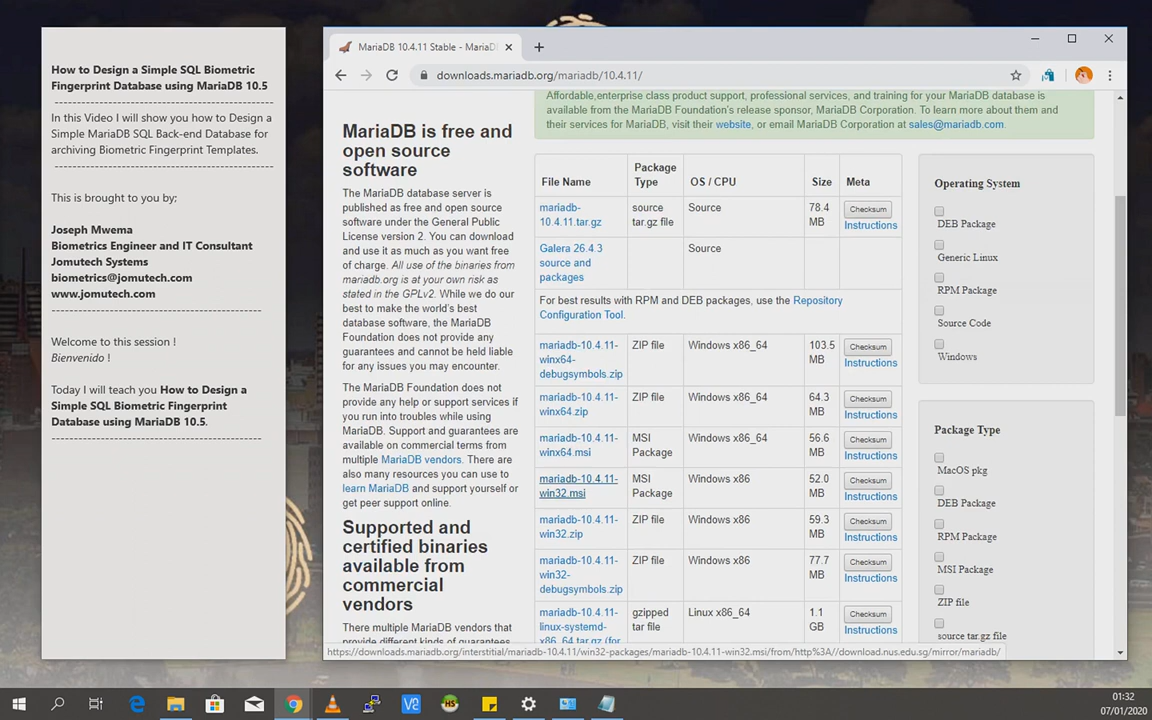 How to Design a Simple SQL Biometric
Fingerprint Database using MariaDB 10.5
------------------------------------------------------
In this Video I will show you how to Design a
Simple MariaDB SQL Back-end Database for
archiving Biometric Fingerprint Templates.
------------------------------------------------------
This is brought to you by;
Joseph Mwema
Biometrics Engineer and IT Consultant
Jomutech Systems
biometrics@jomutech.com
www.jomutech.com
----------------------------------------------------
Welcome to this session !
Bienvenido !
Today I will teach you How to Design a
Simple SQL Biometric Fingerprint
Database using MariaDB 10.5.
----------------------------------------------------
MariaDB 10.4.11 Stable - MariaD
downloads.mariadb.org/mariadb/10.4.11/
Affordable,enterprise class product support, professional services, and training for your MariaDB database is
available from the MariaDB Foundation's release sponsor, MariaDB Corporation. To learn more about them and
their services for MariaDB, visit their website, or email MariaDB Corporation at sales@mariadb.com.
MariaDB is free and
open source
software
The MariaDB database server is
published as free and open source
software under the General Public
License version 2. You can download
and use it as much as you want free
of charge. All use of the binaries from
mariadb.org is at your own risk as
stated in the GPLv2. While we do our
best to make the world's best
database software, the MariaDB
Foundation does not provide any
guarantees and cannot be held liable
for any issues you may encounter.
The MariaDB Foundation does not
provide any help or support services if
you run into troubles while using
MariaDB. Support and guarantees are
available on commercial terms from
multiple MariaDB vendors. There are
also many resources you can use to
learn MariaDB and support yourself or
get peer support online.
Supported and
certified binaries
available from
commercial
vendors
There multiple MariaDB vendors that
provide different kinds of guarantees
File Name Package Type OS / CPU Size Meta
mariadb- source 78.4 Checksum
10.4.11.tar.gz tar.gz file Source MB Instructions
Galera 26.4.3 Source
source and
packages
For best results with RPM and DEB packages, use the Repository
Configuration Tool.
mariadb-10.4.11- ZIP file Windows x86_64 103.5 Checksum
winx64- MB Instructions
debugsymbols.zip
mariadb-10.4.11- ZIP file Windows x86_64 64.3 Checksum
winx64.zip MB Instructions
mariadb-10.4.11- MSI Windows x86_64 56.6 Checksum
winx64.msi Package MB Instructions
mariadb-10.4.11- MSI Windows x86 52.0 Checksum
win32.msi Package MB Instructions
mariadb-10.4.11- ZIP file Windows x86 59.3 Checksum
win32.zip MB Instructions
mariadb-10.4.11- ZIP file Windows x86 77.7 Checksum
win32- MB Instructions
debugsymbols.zip
mariadb-10.4.11- gzipped Linux x86_64 1.1 Checksum
linux-systemd- tar file GB Instructions
x86_64.tar.gz (for
Operating System
DEB Package
Generic Linux
RPM Package
Source Code
Windows
Package Type
MacOS pkg
DEB Package
RPM Package
MSI Package
ZIP file
source tar.gz file
https://downloads.mariadb.org/interstitial/mariadb-10.4.11/win32-packages/mariadb-10.4.11-win32.msi/from/http%3A//download.nus.edu.sg/mirror/mariadb/
01:32
07/01/2020